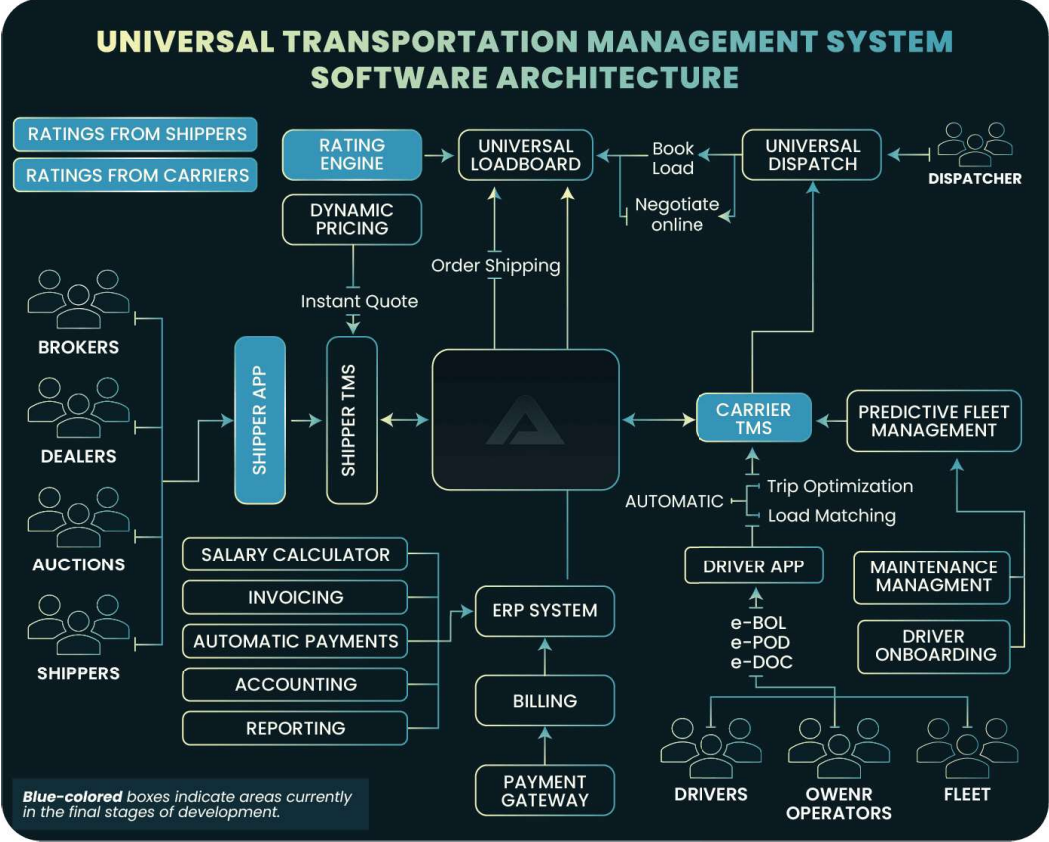 UNIVERSAL TRANSPORTATION MANAGEMENT SYSTEM
SOFTWARE ARCHITECTURE
RATINGS FROM SHIPPERS
RATINGS FROM CARRIERS
RATING
ENGINE
UNIVERSAL
LOADBOARD
Book
Load
Negotiate
online
UNIVERSAL
DISPATCH
DISPATCHER
DYNAMIC
PRICING
Order Shipping
Instant Quote
BROKERS
DEALERS
AUCTIONS
SHIPPERS
SHIPPER APP
SHIPPER TMS
CARRIER
TMS
PREDICTIVE FLEET
MANAGEMENT
AUTOMATIC
Trip Optimization
Load Matching
DRIVER APP
MAINTENANCE
MANAGMENT
DRIVER
ONBOARDING
e-BOL
e-POD
e-DOC
SALARY CALCULATOR
INVOICING
AUTOMATIC PAYMENTS
ACCOUNTING
REPORTING
ERP SYSTEM
BILLING
PAYMENT
GATEWAY
DRIVERS
OWENR
OPERATORS
FLEET
Blue-colored boxes indicate areas currently
in the final stages of development.